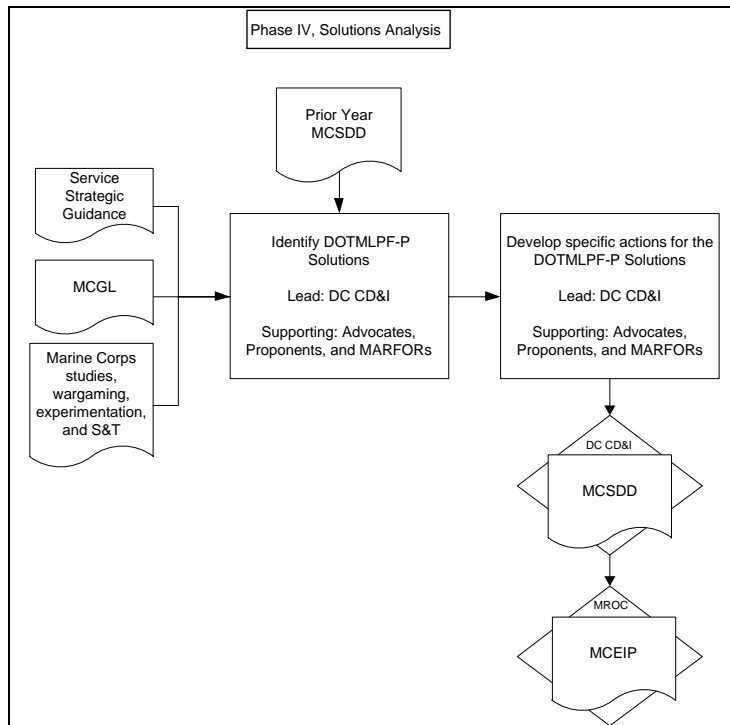 Phase IV, Solutions Analysis
Prior Year
MCSDD
Service
Strategic
Guidance
MCGL
Marine Corps
studies,
wargaming,
experimentation,
and S&T
Identify DOTMLPF-P
Solutions
Lead: DC CD&I
Supporting: Advocates,
Proponents, and MARFORs
Develop specific actions for the
DOTMLPF-P Solutions
Lead: DC CD&I
Supporting: Advocates,
Proponents, and MARFORs
DC CD&I
MCSDD
MROC
MCEIP